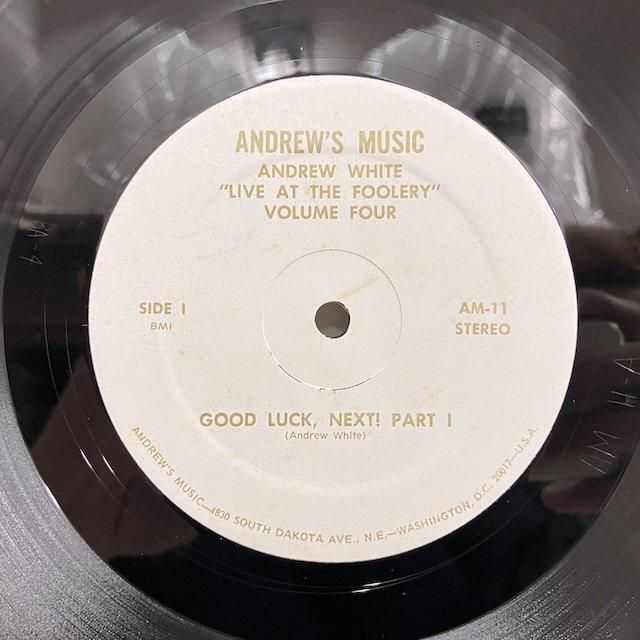 ANDREW'S MUSIC
ANDREW WHITE
"LIVE AT THE FOOLERY"
VOLUME FOUR
SIDE I
BMI
AM-11
STEREO
GOOD LUCK, NEXT! PART I
(Andrew White)
ANDREW'S MUSIC—4830 SOUTH DAKOTA AVE., N.E.—WASHINGTON, D.C. 20017—U.S.A.